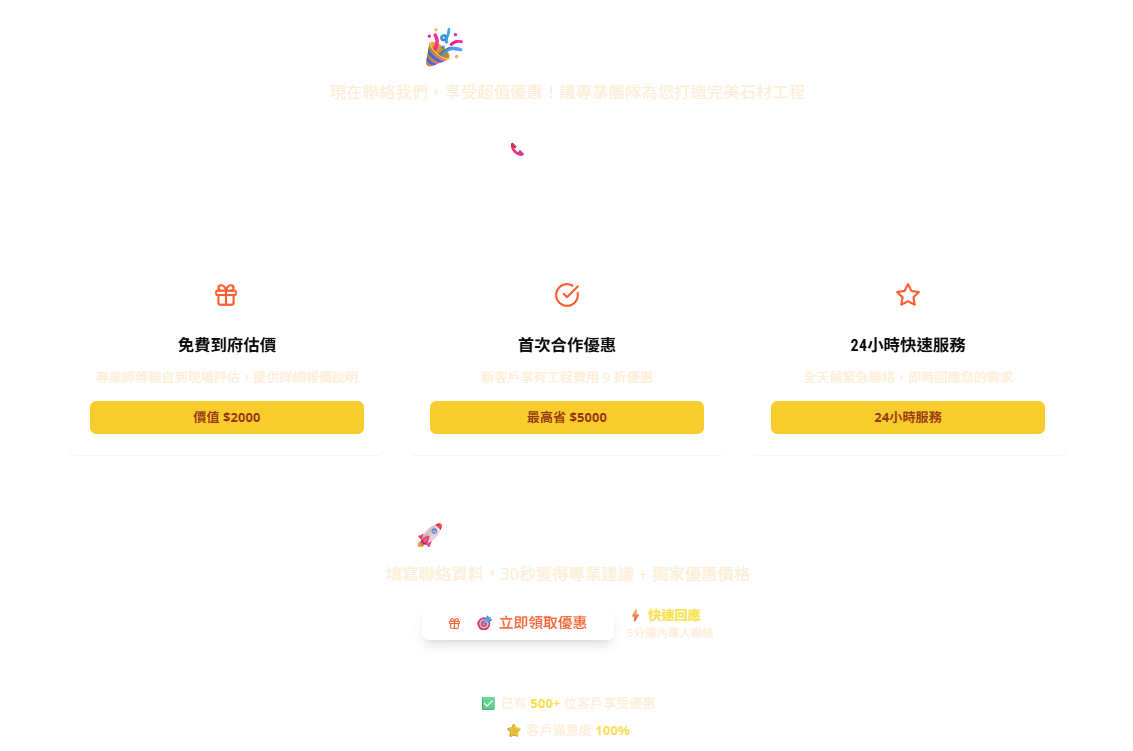 現在聯絡我們，享受超值優惠！讓專業團隊為您打造完美石材工程
免費到府估價
專業師傅親自到現場評估，提供詳細報價說明
價值 $2000
首次合作優惠
新客戶享有工程費用 9 折優惠
最高省 $5000
24小時快速服務
全天候緊急聯絡，即時回應您的需求
24小時服務
填寫聯絡資料，30秒獲得專業建議 + 獨家優惠價格
立即領取優惠
快速回應
5分鐘內專人聯絡
已有 500+ 位客戶享受優惠
客戶滿意度 100%